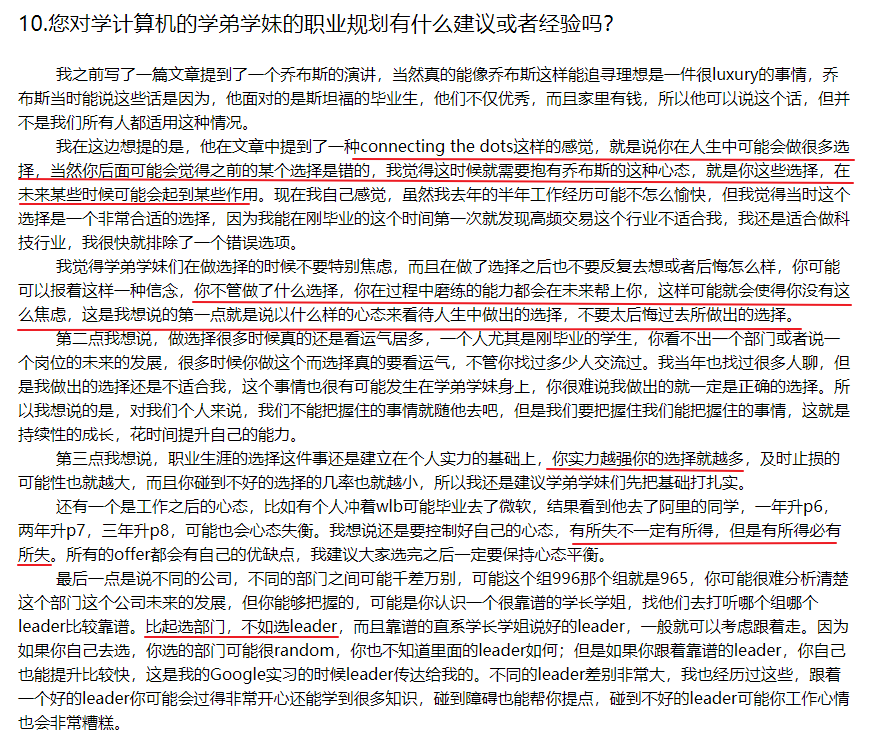 10.您对学计算机的学弟学妹的职业规划有什么建议或者经验吗?
我之前写了一篇文章提到了一个乔布斯的演讲，当然真的能像乔布斯这样能追寻理想是一件很luxury的事情，乔
布斯当时能说这些话是因为，他面对的是斯坦福的毕业生，他们不仅优秀，而且家里有钱，所以他可以说这个话，但并
不是我们所有人都适用这种情况。
我在这边想提的是，他在文章中提到了一种connecting the dots这样的感觉，就是说你在人生中可能会做很多选
择，当然你后面可能会觉得之前的某个选择是错的，我觉得这时候就需要抱有乔布斯的这种心态，就是你这些选择，在
未来某些时候可能会起到某些作用。现在我自己感觉，虽然我去年的半年工作经历可能不怎么愉快，但我觉得当时这个
选择是一个非常合适的选择，因为我能在刚毕业的这个时间第一次就发现高频交易这个行业不适合我，我还是适合做科
技行业，我很快就排除了一个错误选项。
我觉得学弟学妹们在做选择的时候不要特别焦虑，而且在做了选择之后也不要反复去想或者后悔怎么样，你可能
可以报着这样一种信念，你不管做了什么选择，你在过程中磨练的能力都会在未来帮上你，这样可能就会使得你没有这
么焦虑，这是我想说的第一点就是说以什么样的心态来看待人生中做出的选择，不要太后悔过去所做出的选择。
第二点我想说，做选择很多时候真的还是看运气居多，一个人尤其是刚毕业的学生，你看不出一个部门或者说一
个岗位的未来的发展，很多时候你做这个而选择真的要看运气，不管你找过多少人交流过。我当年也找过很多人聊，但
是我做出的选择还是不适合我，这个事情也很有可能发生在学弟学妹身上，你很难说我做出的就一定是正确的选择。所
以我想说的是，对我们个人来说，我们不能把握住的事情就随他去吧，但是我们要把握住我们能把握住的事情，这就是
持续性的成长，花时间提升自己的能力。
第三点我想说，职业生涯的选择这件事还是建立在个人实力的基础上，你实力越强你的选择就越多，及时止损的
可能性也就越大，而且你碰到不好的选择的几率也就越小，所以我还是建议学弟学妹们先把基础打扎实。
还有一个是工作之后的心态，比如有个人冲着wlb可能毕业去了微软，结果看到他去了阿里的同学，一年升p6，
两年升p7，三年升p8，可能也会心态失衡。我想说还是要控制好自己的心态，有所失不一定有所得，但是有所得必有
所失。所有的offer都会有自己的优缺点，我建议大家选完之后一定要保持心态平衡。
最后一点是说不同的公司，不同的部门之间可能千差万别，可能这个组996那个组就是965，你可能很难分析清楚
这个部门这个公司未来的发展，但你能够把握的，可能是你认识一个很靠谱的学长学姐，找他们去打听哪个组哪个
leader比较靠谱。比起选部门，不如选leader，而且靠谱的直系学长学姐说好的leader，一般就可以考虑跟着走。因为
如果你自己去选，你选的部门可能很random，你也不知道里面的leader如何；但是如果你跟着靠谱的leader，你自己
也能提升比较快，这是我的Google实习的时候leader传达给我的。不同的leader差别非常大，我也经历过这些，跟着
一个好的leader你可能会过得非常开心还能学到很多知识，碰到障碍也能帮你提点，碰到不好的leader可能你工作心情
也会非常糟糕。